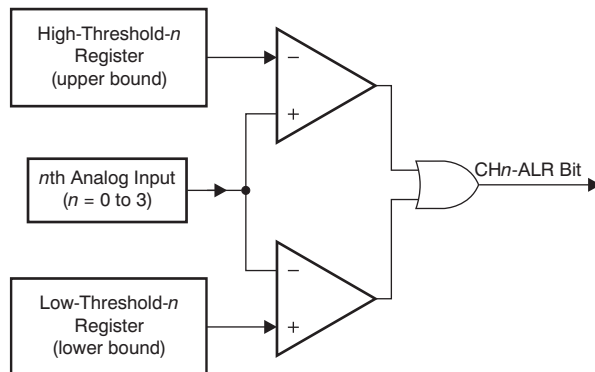 High-Threshold-n
Register
(upper bound)
−
+
nth Analog Input
(n = 0 to 3)
CHn-ALR Bit
−
+
Low-Threshold-n
Register
(lower bound)